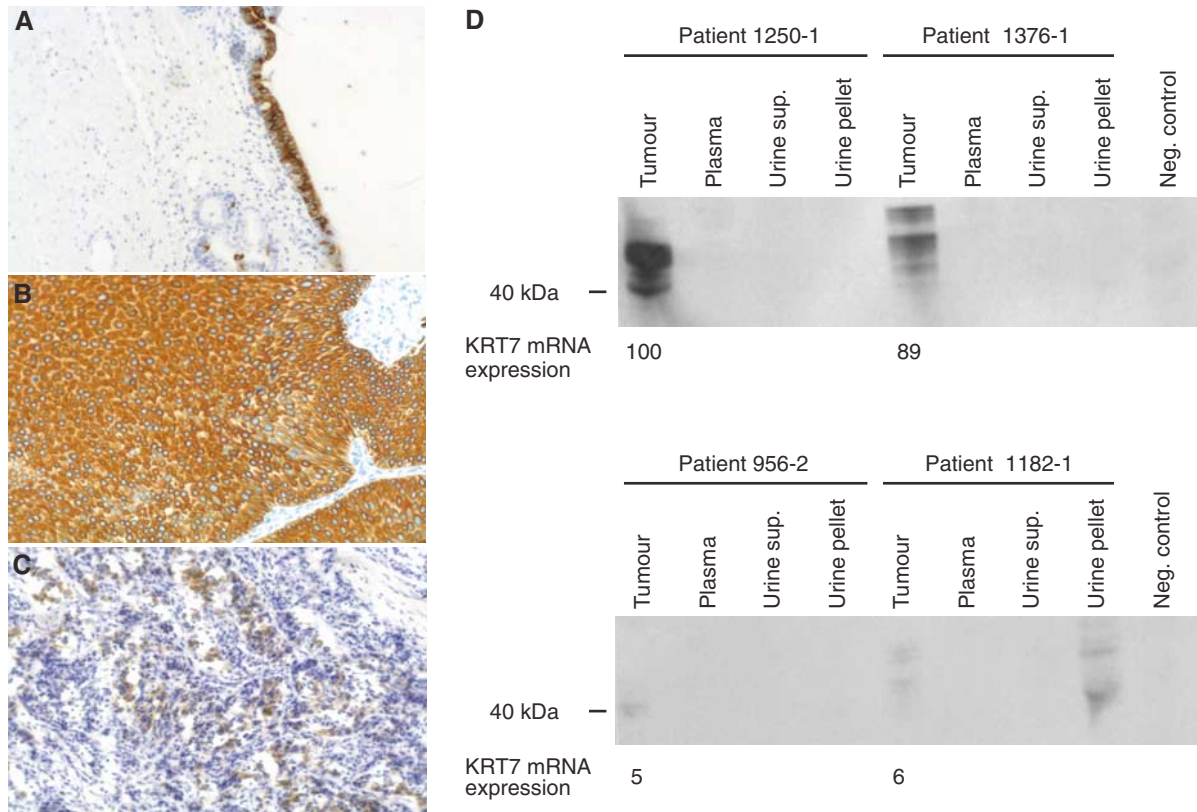 A
B
C
D
Patient 1250-1
Patient 1376-1
Tumour
Plasma
Urine sup.
Urine pellet
Tumour
Plasma
Urine sup.
Urine pellet
Neg. control
40 kDa
KRT7 mRNA
expression
100
89
Patient 956-2
Patient 1182-1
Tumour
Plasma
Urine sup.
Urine pellet
Tumour
Plasma
Urine sup.
Urine pellet
Neg. control
40 kDa
KRT7 mRNA
expression
5
6